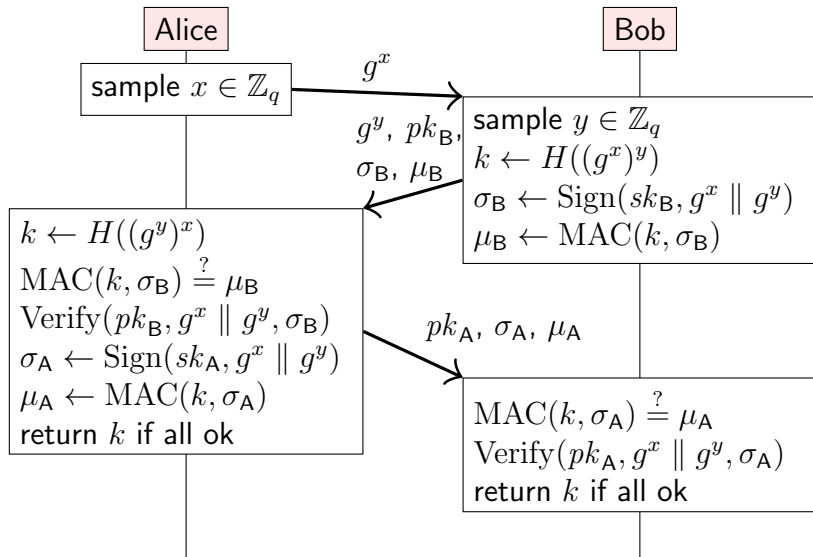 Alice
Bob
sample x ∈ ℤ_q
g^x
sample y ∈ ℤ_q
k ← H((g^x)^y)
σ_B ← Sign(sk_B, g^x ∥ g^y)
μ_B ← MAC(k, σ_B)
g^y, pk_B,
σ_B, μ_B
k ← H((g^y)^x)
MAC(k, σ_B) ≟ μ_B
Verify(pk_B, g^x ∥ g^y, σ_B)
σ_A ← Sign(sk_A, g^x ∥ g^y)
μ_A ← MAC(k, σ_A)
return k if all ok
pk_A, σ_A, μ_A
MAC(k, σ_A) ≟ μ_A
Verify(pk_A, g^x ∥ g^y, σ_A)
return k if all ok